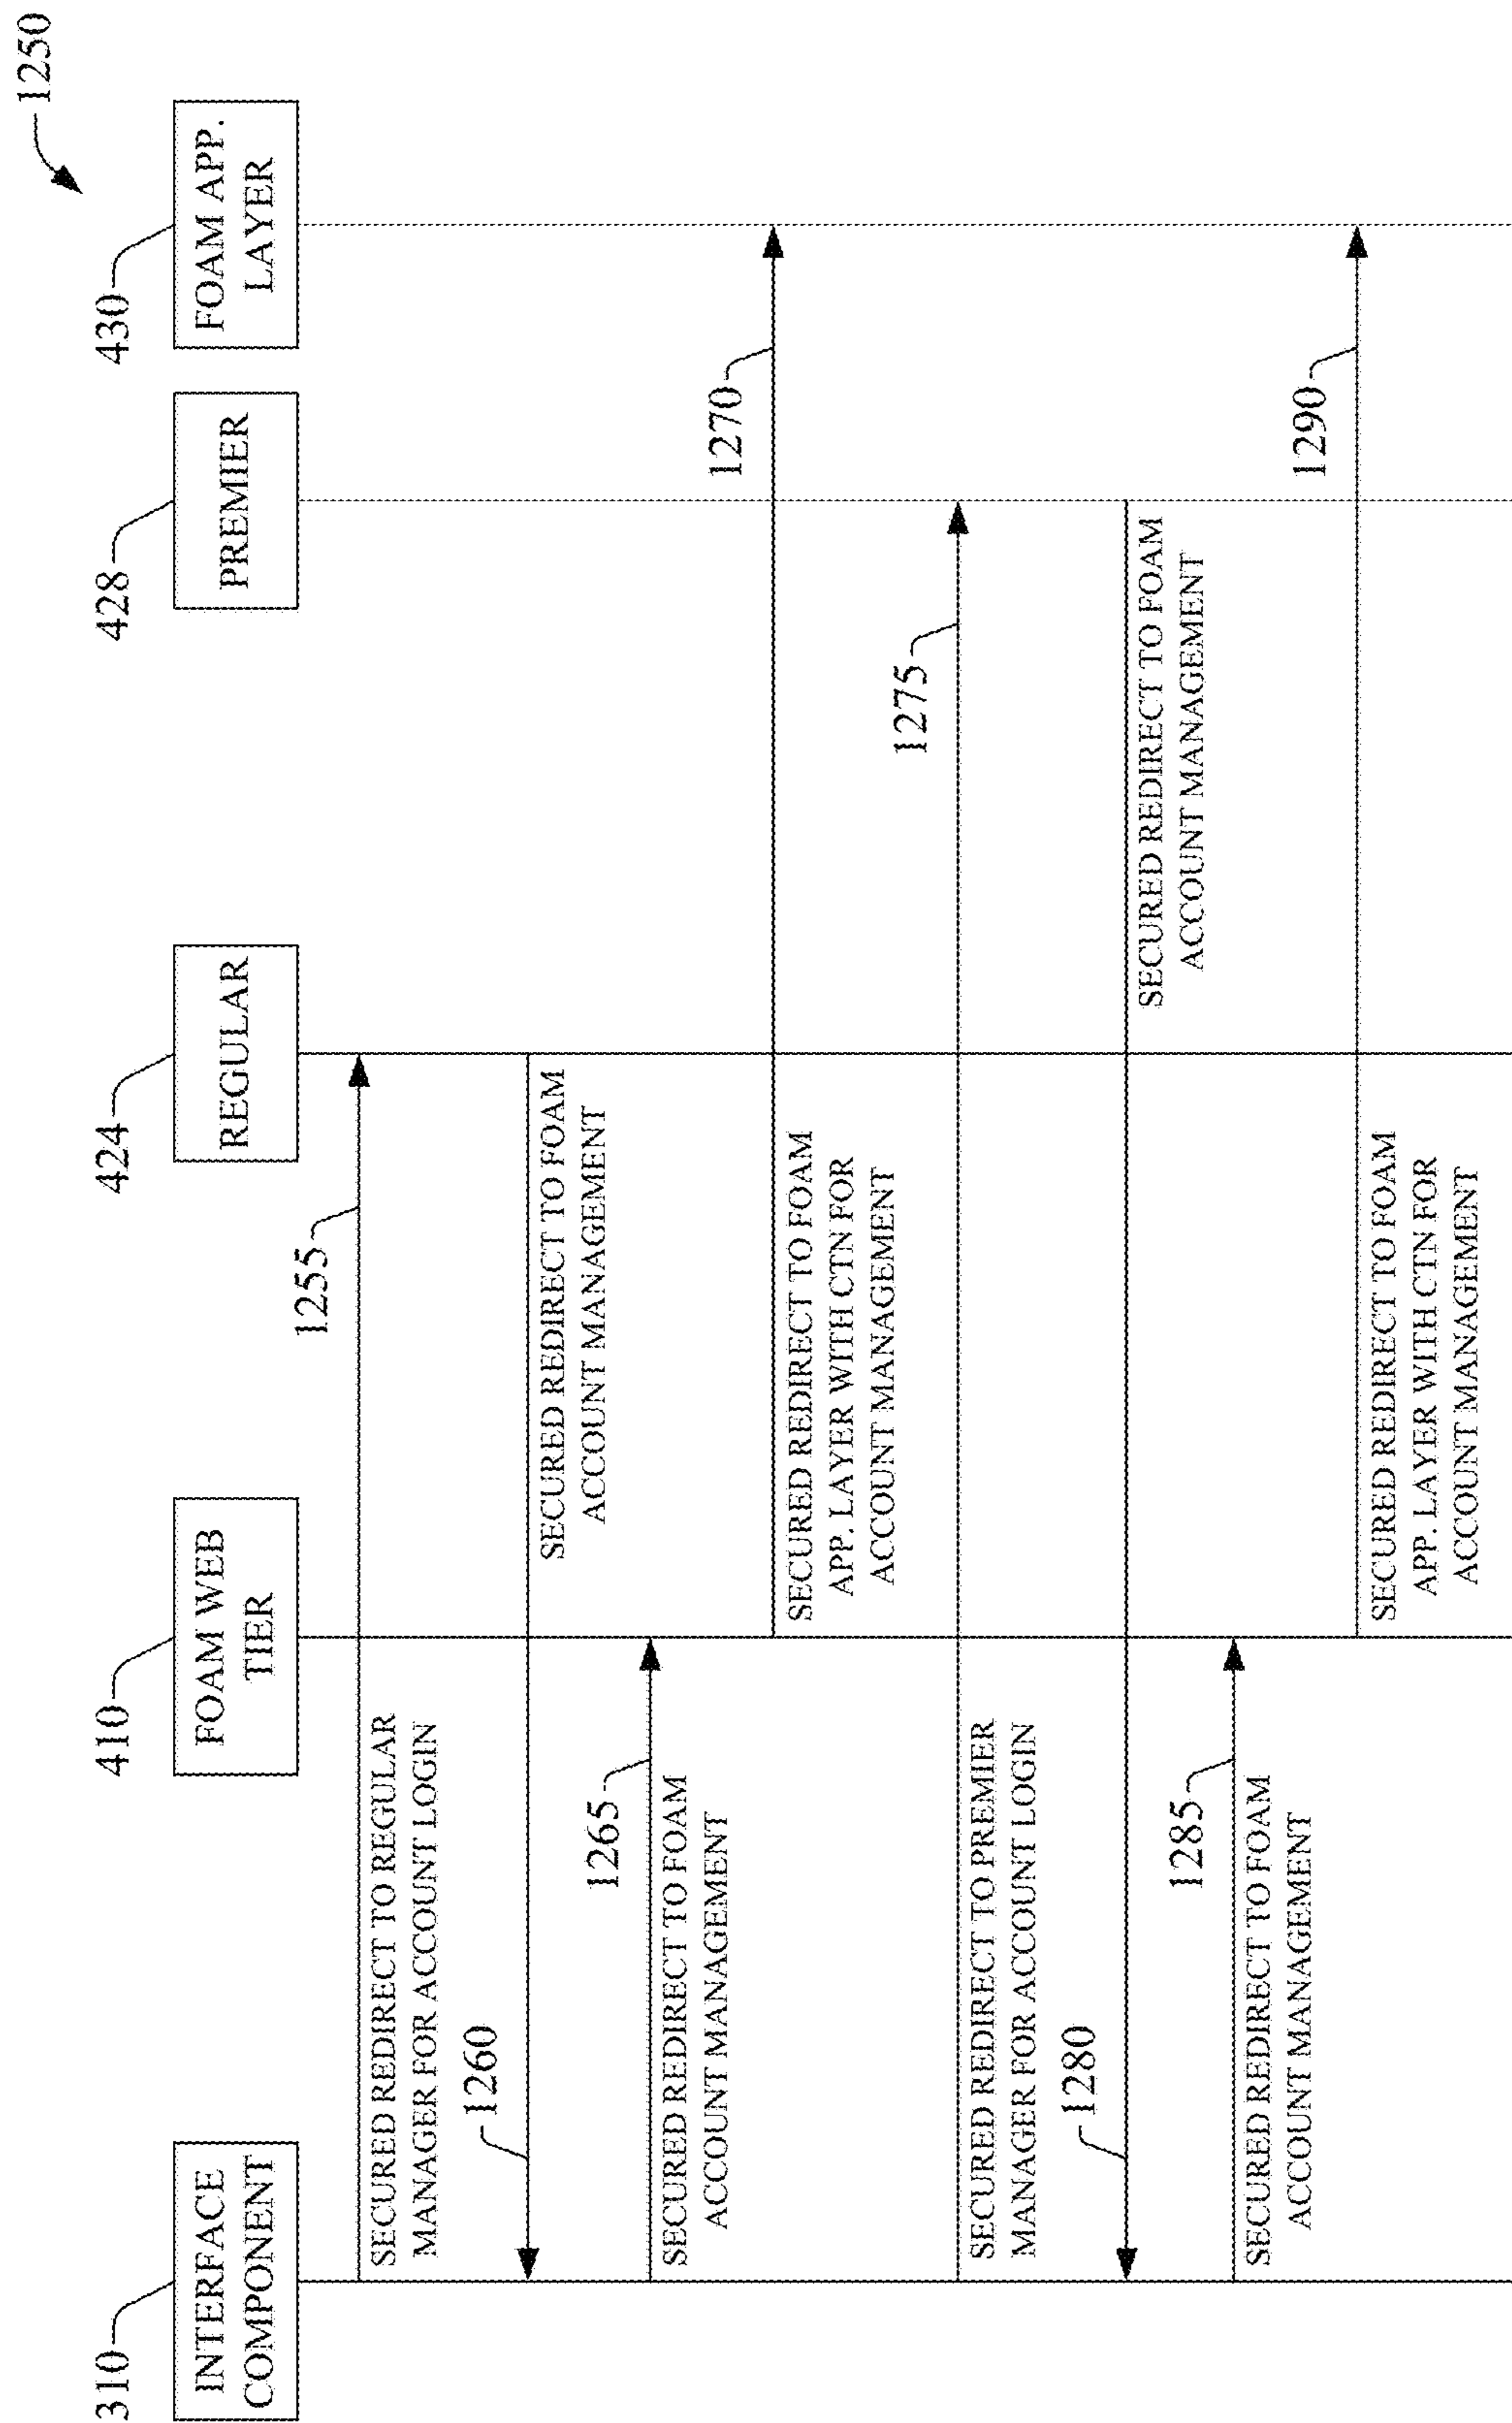 1250
310
INTERFACE
COMPONENT
410
FOAM WEB
TIER
424
REGULAR
428
PREMIER
430
FOAM APP.
LAYER
1255
SECURED REDIRECT TO REGULAR
MANAGER FOR ACCOUNT LOGIN
1260
SECURED REDIRECT TO FOAM
ACCOUNT MANAGEMENT
1265
SECURED REDIRECT TO FOAM
ACCOUNT MANAGEMENT
1270
SECURED REDIRECT TO FOAM
APP. LAYER WITH CTN FOR
ACCOUNT MANAGEMENT
1275
SECURED REDIRECT TO PREMIER
MANAGER FOR ACCOUNT LOGIN
1280
SECURED REDIRECT TO FOAM
ACCOUNT MANAGEMENT
1285
SECURED REDIRECT TO FOAM
ACCOUNT MANAGEMENT
1290
SECURED REDIRECT TO FOAM
APP. LAYER WITH CTN FOR
ACCOUNT MANAGEMENT